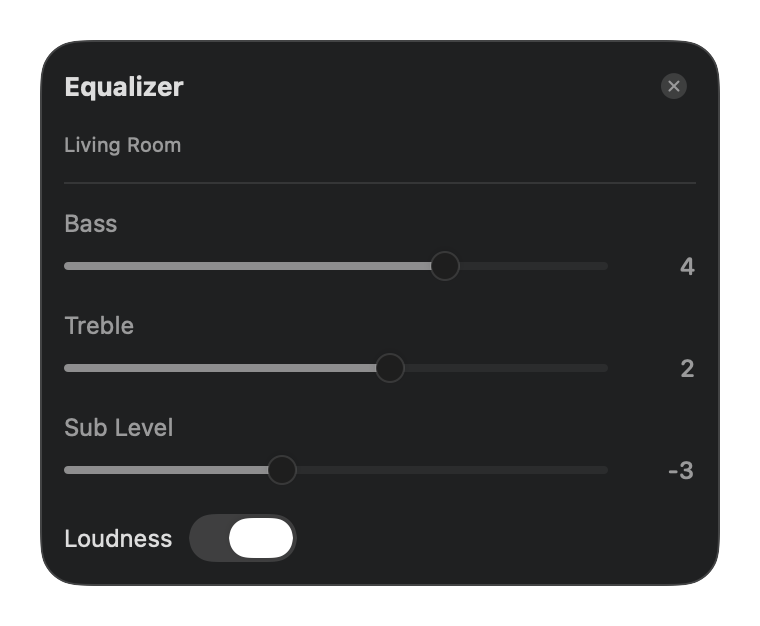 Equalizer
Living Room
Bass
4
Treble
2
Sub Level
-3
Loudness